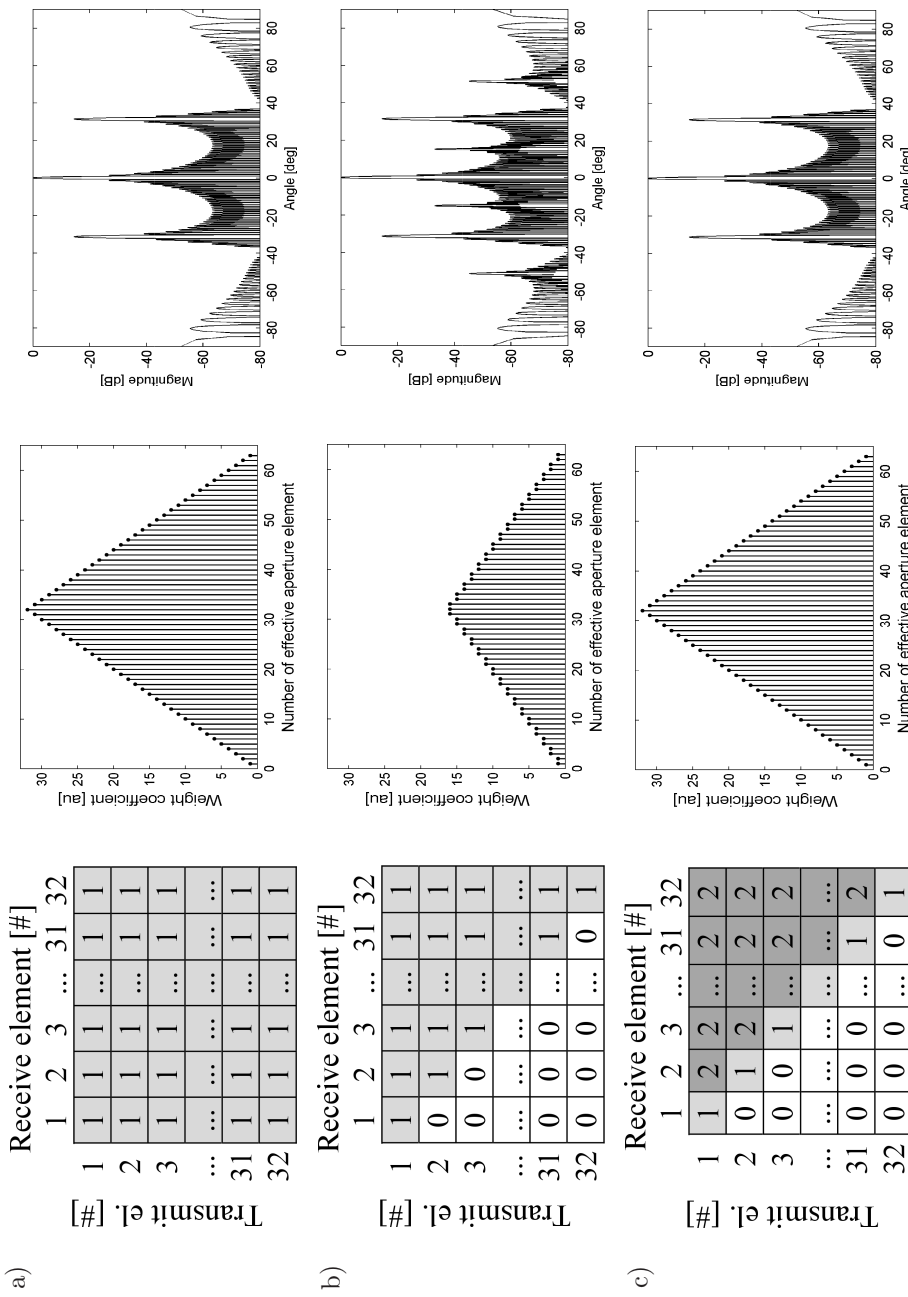 a)
Receive element [#]
1 2 3 ... 31 32
Transmit el. [#]
1 1 1 1 ... 1 1
2 1 1 1 ... 1 1
3 1 1 1 ... 1 1
... ... ... ... ... ... ...
31 1 1 1 ... 1 1
32 1 1 1 ... 1 1
Weight coefficient [au]
30
25
20
15
10
5
0
0 10 20 30 40 50 60
Number of effective aperture element
Magnitude [dB]
0
-20
-40
-60
-80
-80 -60 -40 -20 0 20 40 60 80
Angle [deg]
b)
Receive element [#]
1 2 3 ... 31 32
Transmit el. [#]
1 1 1 1 ... 1 1
2 0 1 1 ... 1 1
3 0 0 1 ... 1 1
... ... ... ... ... ... ...
31 0 0 0 ... 1 1
32 0 0 0 ... 0 1
Weight coefficient [au]
30
25
20
15
10
5
0
0 10 20 30 40 50 60
Number of effective aperture element
Magnitude [dB]
0
-20
-40
-60
-80
-80 -60 -40 -20 0 20 40 60 80
Angle [deg]
c)
Receive element [#]
1 2 3 ... 31 32
Transmit el. [#]
1 1 2 2 ... 2 2
2 0 1 2 ... 2 2
3 0 0 1 ... 2 2
... ... ... ... ... ... ...
31 0 0 0 ... 1 2
32 0 0 0 ... 0 1
Weight coefficient [au]
30
25
20
15
10
5
0
0 10 20 30 40 50 60
Number of effective aperture element
Magnitude [dB]
0
-20
-40
-60
-80
-80 -60 -40 -20 0 20 40 60 80
Angle [deg]